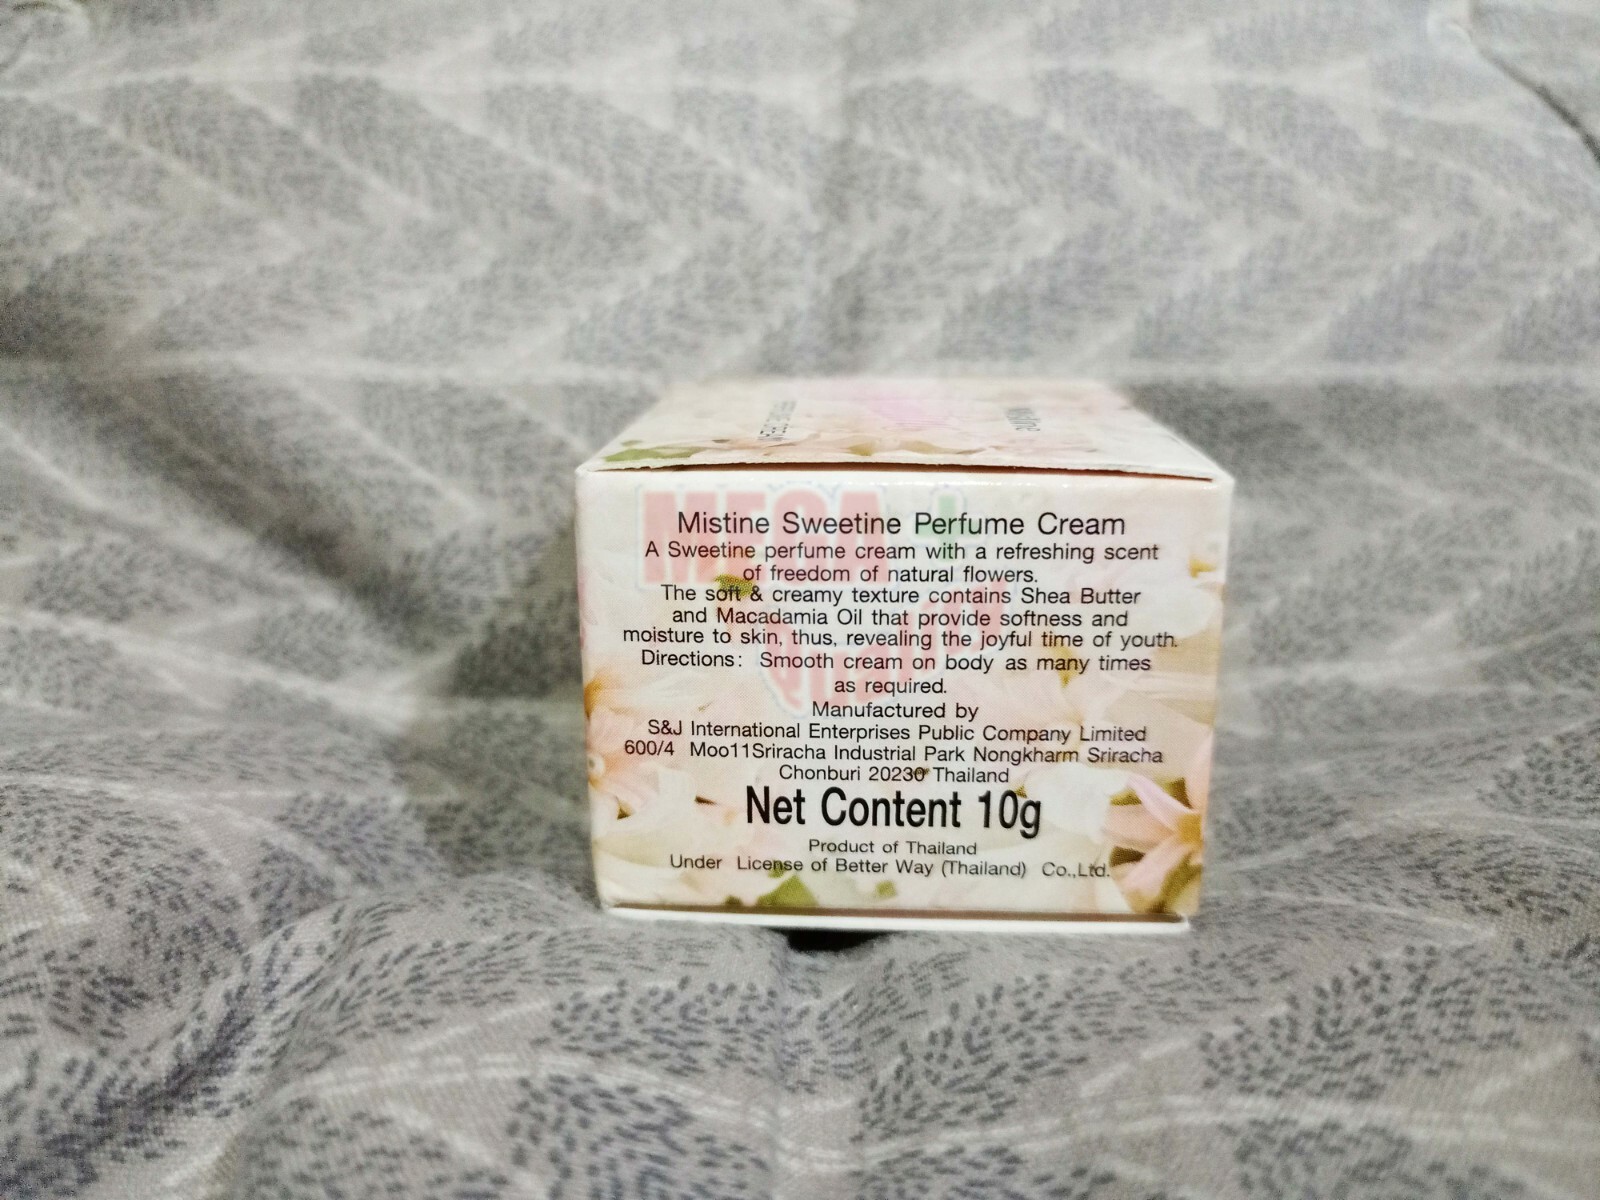 mistine
Mistine Sweetine Perfume Cream
A Sweetine perfume cream with a refreshing scent
of freedom of natural flowers.
The soft & creamy texture contains Shea Butter
and Macadamia Oil that provide softness and
moisture to skin, thus, revealing the joyful time of youth.
Directions: Smooth cream on body as many times
as required.
Manufactured by
S&J International Enterprises Public Company Limited
600/4 Moo11Sriracha Industrial Park Nongkharm Sriracha
Chonburi 20230 Thailand
Net Content 10g
Product of Thailand
Under License of Better Way (Thailand) Co.,Ltd.